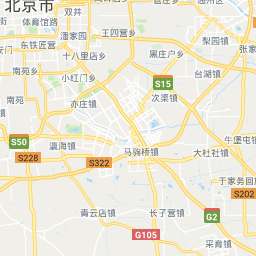 北京市
双井
体育馆路
潘家园
王四营乡
梨园镇
东铁匠营
十八里店乡
黑庄户乡
南苑乡
小红门乡
台湖镇
S15
南苑
亦庄镇
次渠镇
牛堡屯镇
S50
瀛海镇
马驹桥镇
大杜社镇
S228
S322
于家务回族
S202
青云店镇
长子营镇
G2
G105
采育镇